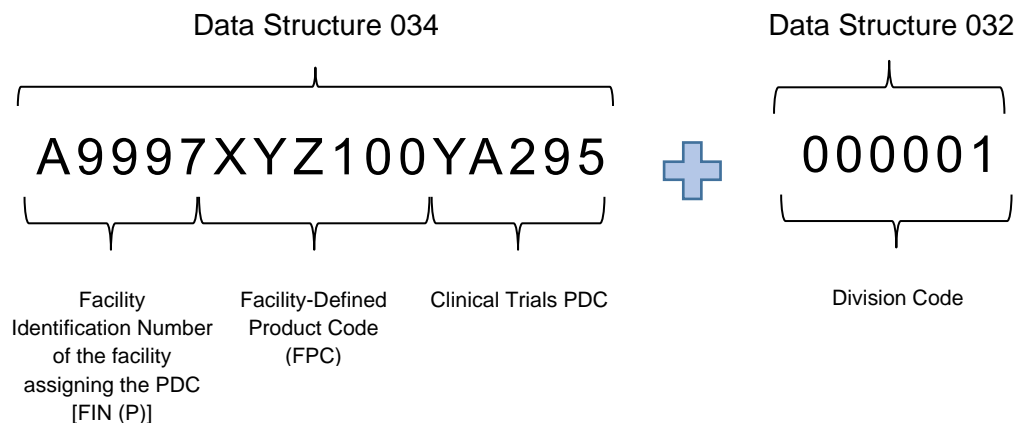 Data Structure 034
Data Structure 032
A9997XYZ100YA295
000001
Facility
Identification Number
of the facility
assigning the PDC
[FIN (P)]
Facility-Defined
Product Code
(FPC)
Clinical Trials PDC
Division Code